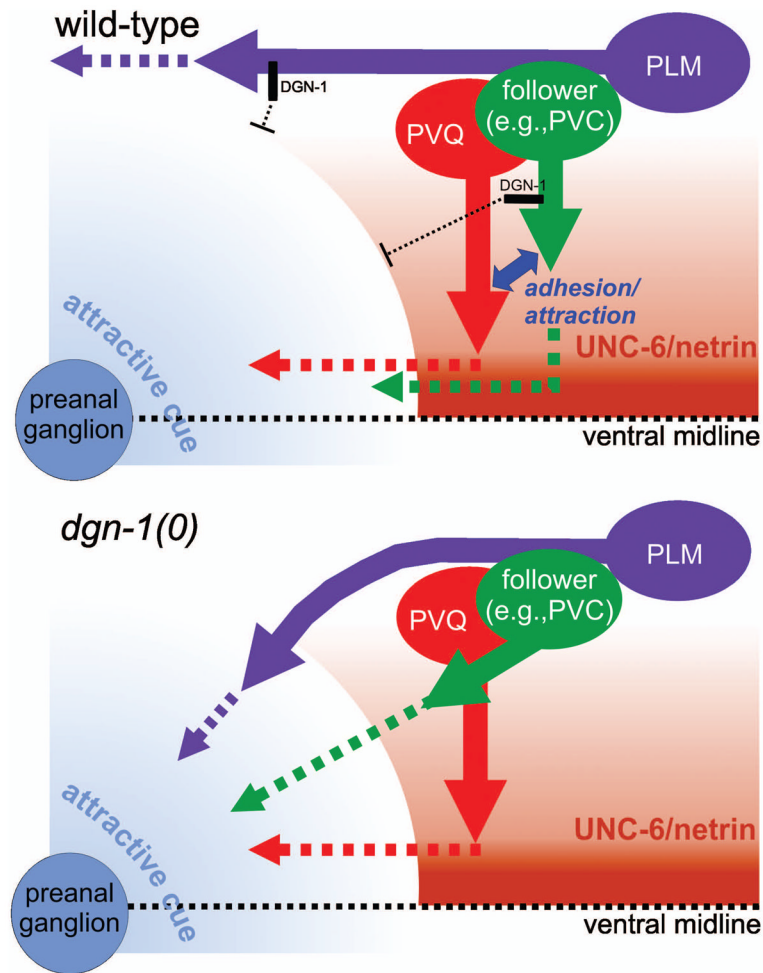 wild-type
DGN-1
PLM
follower
(e.g.,PVC)
PVQ
DGN-1
adhesion/
attraction
UNC-6/netrin
attractive cue
preanal
ganglion
ventral midline
dgn-1(0)
PLM
follower
(e.g.,PVC)
PVQ
attractive cue
UNC-6/netrin
preanal
ganglion
ventral midline